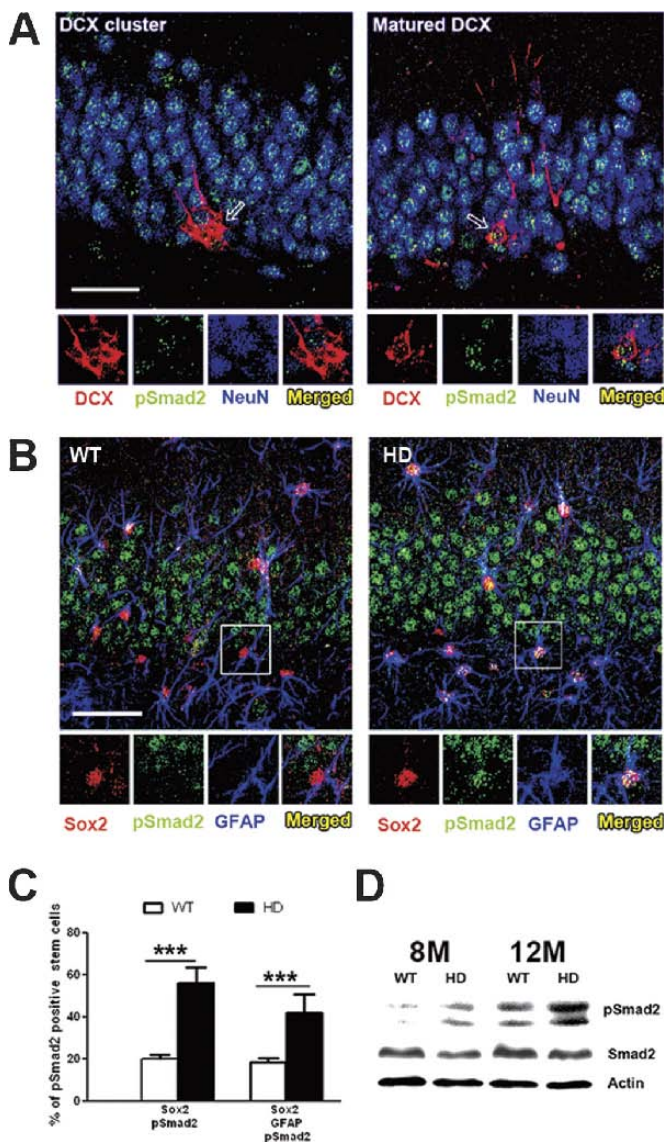 A
DCX cluster
Matured DCX
DCX pSmad2 NeuN Merged
DCX pSmad2 NeuN Merged
B
WT
HD
Sox2 pSmad2 GFAP Merged
Sox2 pSmad2 GFAP Merged
C
WT HD
% of pSmad2 positive stem cells
80
60
40
20
0
***
***
Sox2
pSmad2
Sox2
GFAP
pSmad2
D
8M 12M
WT HD WT HD
pSmad2
Smad2
Actin